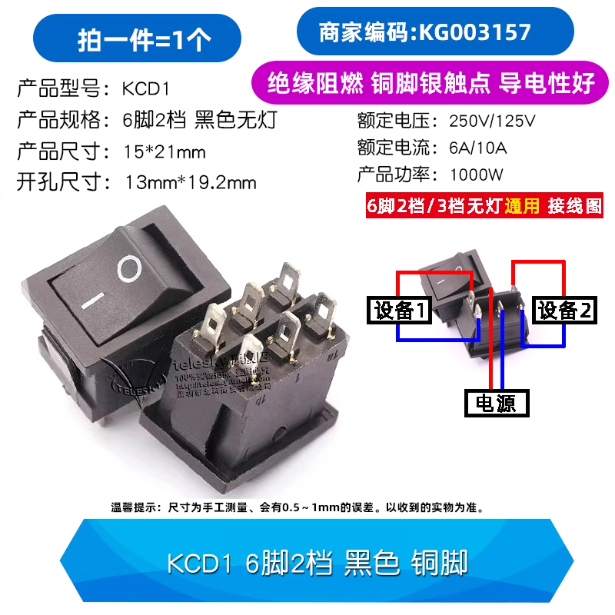 拍一件=1个
商家编码:KG003157
绝缘阻燃 铜脚银触点 导电性好
产品型号: KCD1
产品规格: 6脚2档 黑色无灯
产品尺寸: 15*21mm
开孔尺寸: 13mm*19.2mm
额定电压: 250V/125V
额定电流: 6A/10A
产品功率: 1000W
6脚2档/3档无灯通用 接线图
设备1
设备2
电源
telesky
TELESKY
温馨提示: 尺寸为手工测量、会有0.5~1mm的误差。以收到的实物为准。
KCD1 6脚2档 黑色 铜脚